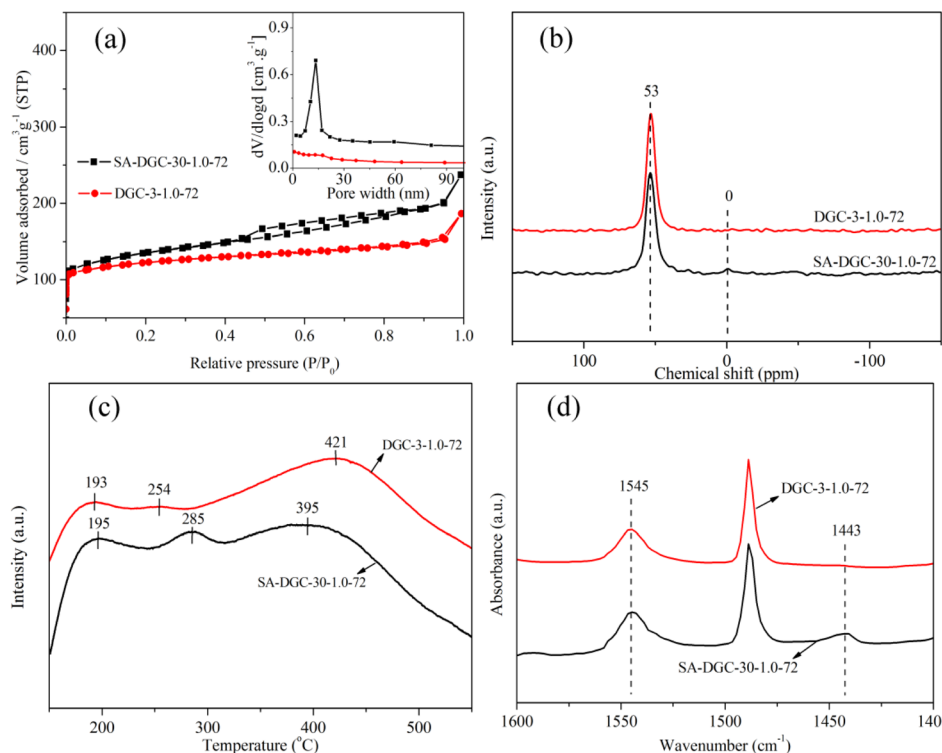 (a)
450
400
350
300
250
200
150
100
Volume adsorbed / cm³ g⁻¹ (STP)
0.0 0.2 0.4 0.6 0.8 1.0
Relative pressure (P/P₀)
SA-DGC-30-1.0-72
DGC-3-1.0-72
0.9
0.6
0.3
0.0
dV/dlogd [cm³.g⁻¹]
0 30 60 90
Pore width (nm)
(b)
53
0
DGC-3-1.0-72
SA-DGC-30-1.0-72
Intensity (a.u.)
100 0 -100
Chemical shift (ppm)
(c)
421
DGC-3-1.0-72
193 254
195 285 395
SA-DGC-30-1.0-72
Intensity (a.u.)
200 300 400 500
Temperature (°C)
(d)
DGC-3-1.0-72
1545
1443
SA-DGC-30-1.0-72
Absorbance (a.u.)
1600 1550 1500 1450 140
Wavenumber (cm⁻¹)